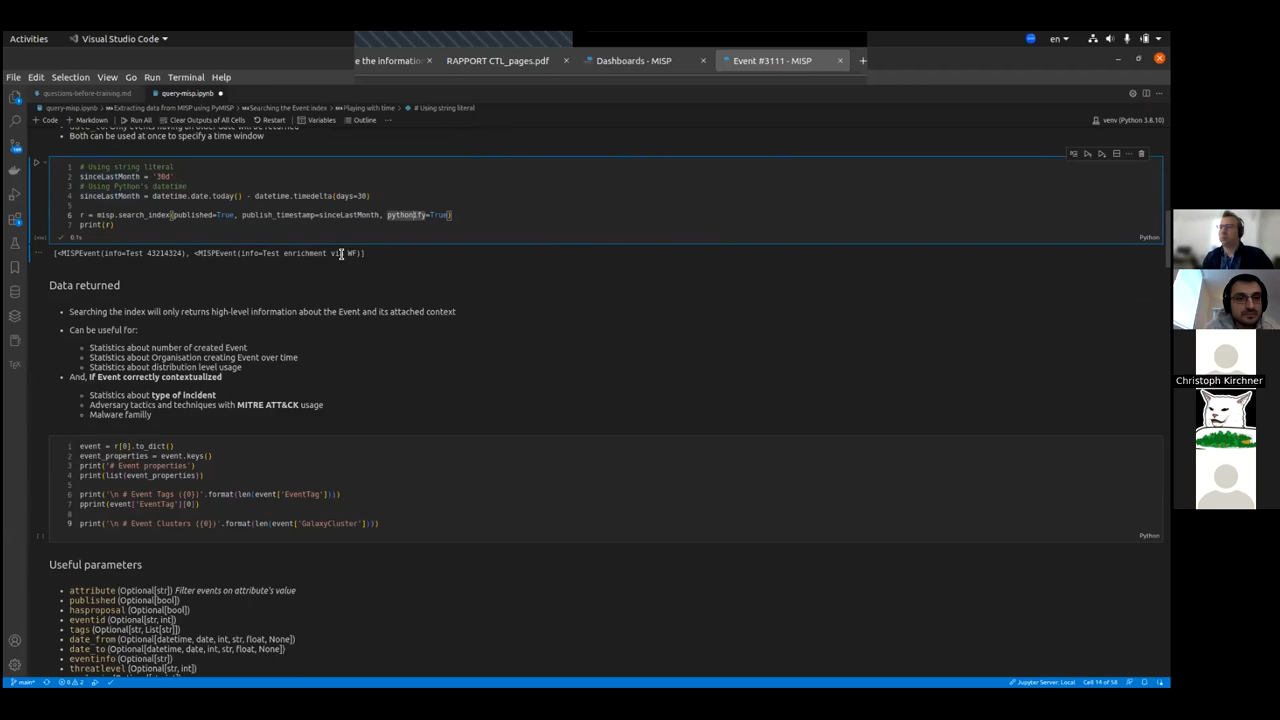 Activities
Visual Studio Code
en
e the informatio
RAPPORT CTL_pages.pdf
Dashboards - MISP
Event #3111 - MISP
File Edit Selection View Go Run Terminal Help
questions-before-training.md
query-misp.ipynb
query-misp.ipynb > Extracting data from MISP using PyMISP > Searching the Event index > Playing with time > # Using string literal
+ Code + Markdown Run All Clear Outputs of All Cells Restart Variables Outline ...
venv (Python 3.8.10)
Both can be used at once to specify a time window
1 # Using string literal
2 sinceLastMonth = '30d'
3 # Using Python's datetime
4 sinceLastMonth = datetime.date.today() - datetime.timedelta(days=30)
5
6 r = misp.search_index(published=True, publish_timestamp=sinceLastMonth, pythonify=True)
7 print(r)
0.1s
Python
[<MISPEvent(info=Test 43214324), <MISPEvent(info=Test enrichment via WF)]
Data returned
Searching the index will only returns high-level information about the Event and its attached context
Can be useful for:
Statistics about number of created Event
Statistics about Organisation creating Event over time
Statistics about distribution level usage
And, If Event correctly contextualized
Statistics about type of incident
Adversary tactics and techniques with MITRE ATT&CK usage
Malware familly
1 event = r[0].to_dict()
2 event_properties = event.keys()
3 print('# Event properties')
4 print(list(event_properties))
5
6 print('\n # Event Tags ({0})'.format(len(event['EventTag'])))
7 pprint(event['EventTag'][0])
8
9 print('\n # Event Clusters ({0})'.format(len(event['GalaxyCluster'])))
[ ]
Python
Useful parameters
attribute (Optional[str]) Filter events on attribute's value
published (Optional[bool])
hasproposal (Optional[bool])
eventid (Optional[str, int])
tags (Optional[str, List[str]])
date_from (Optional[datetime, date, int, str, float, None])
date_to (Optional[datetime, date, int, str, float, None])
eventinfo (Optional[str])
threatlevel (Optional[str, int])
main*
0 2
Jupyter Server: Local
Cell 14 of 58
Christoph Kirchner